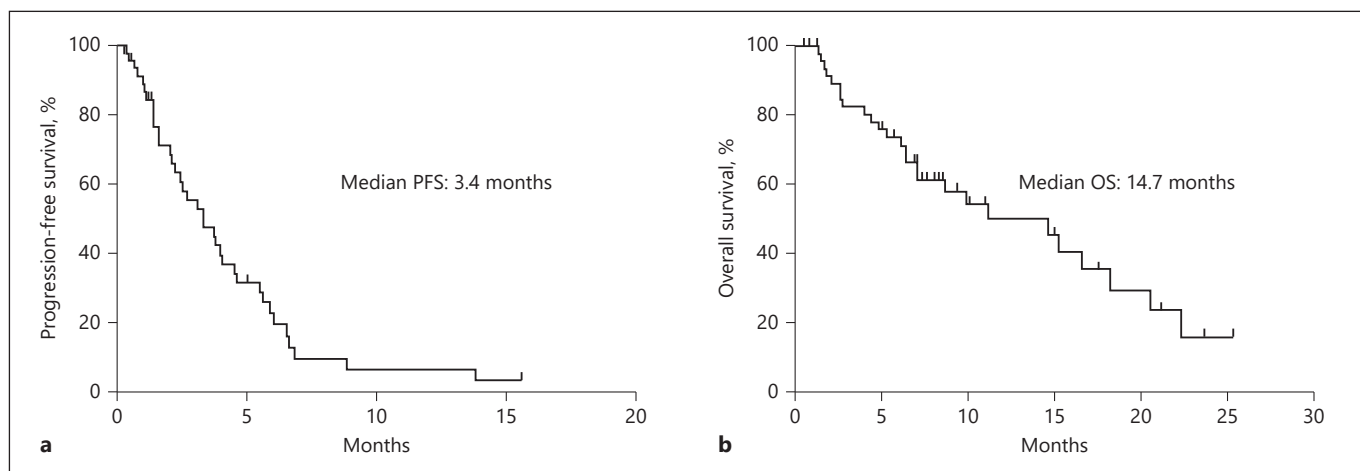 Progression-free survival, %
100
80
60
40
20
0
Median PFS: 3.4 months
0 5 10 15 20
Months
a
Overall survival, %
100
80
60
40
20
0
Median OS: 14.7 months
0 5 10 15 20 25 30
Months
b